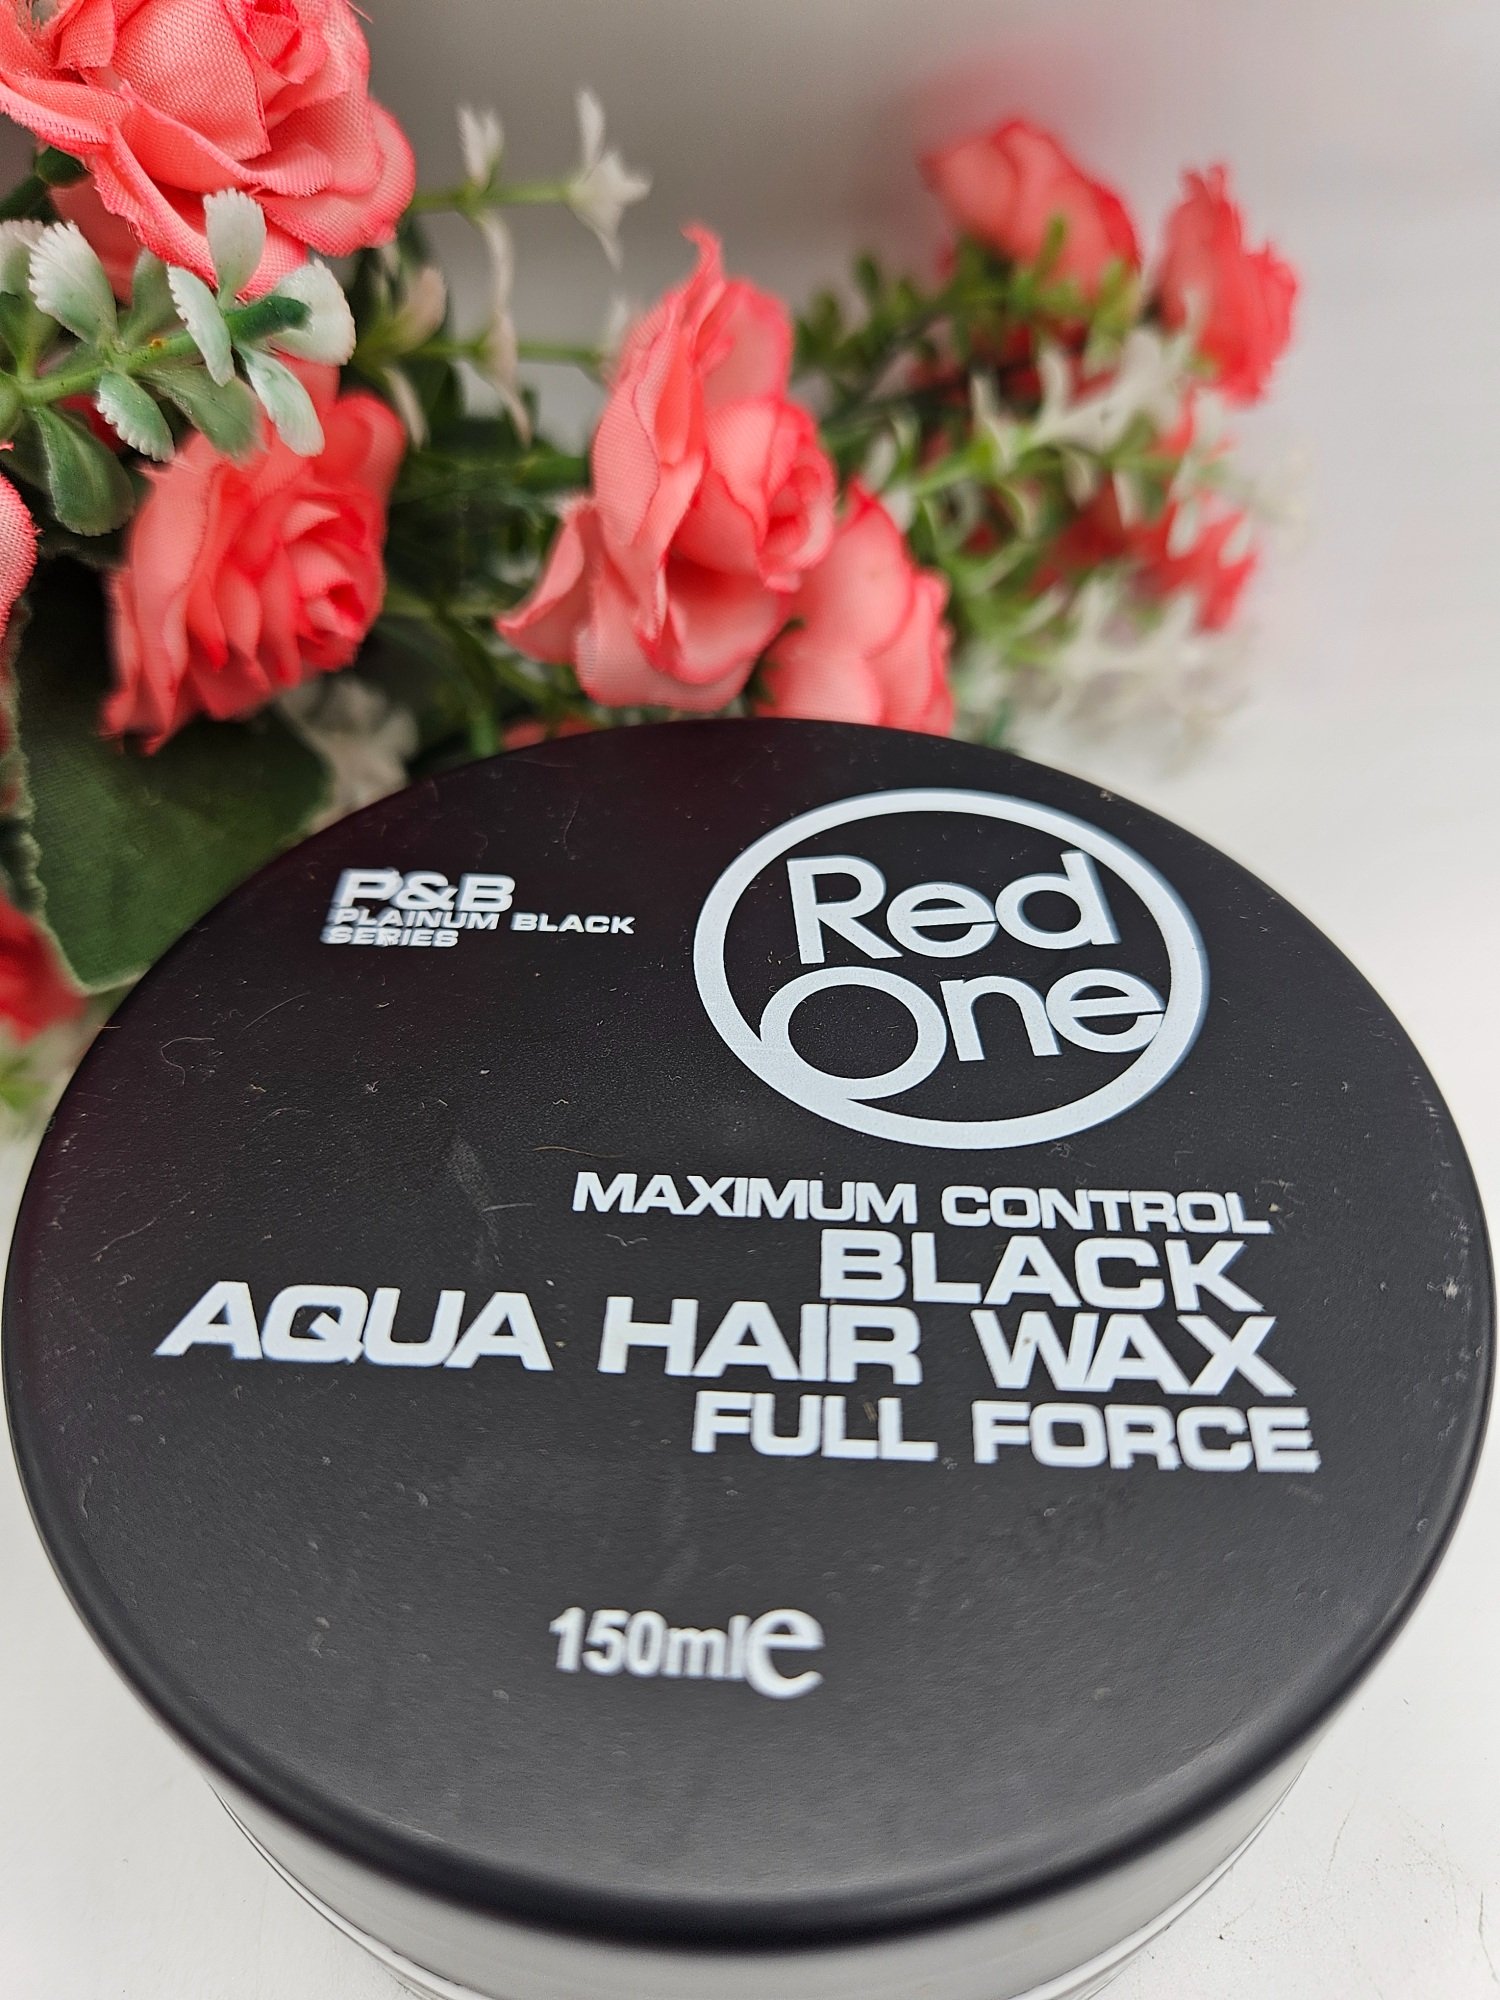 P&B
PLAINUM BLACK
SERIES
Red
One
MAXIMUM CONTROL
BLACK
AQUA HAIR WAX
FULL FORCE
150ml e